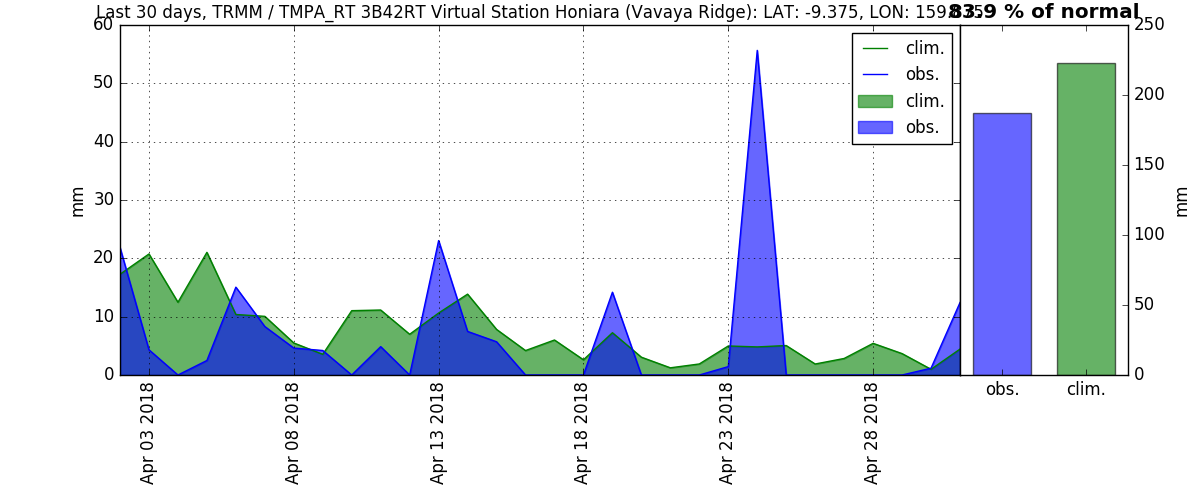 Last 30 days, TRMM / TMPA_RT 3B42RT Virtual Station Honiara (Vavaya Ridge): LAT: -9.375, LON:
83.9 % of normal
60
50
40
30
20
10
0
mm
clim.
obs.
clim.
obs.
250
200
150
100
50
0
mm
obs.
clim.
Apr 03 2018
Apr 08 2018
Apr 13 2018
Apr 18 2018
Apr 23 2018
Apr 28 2018